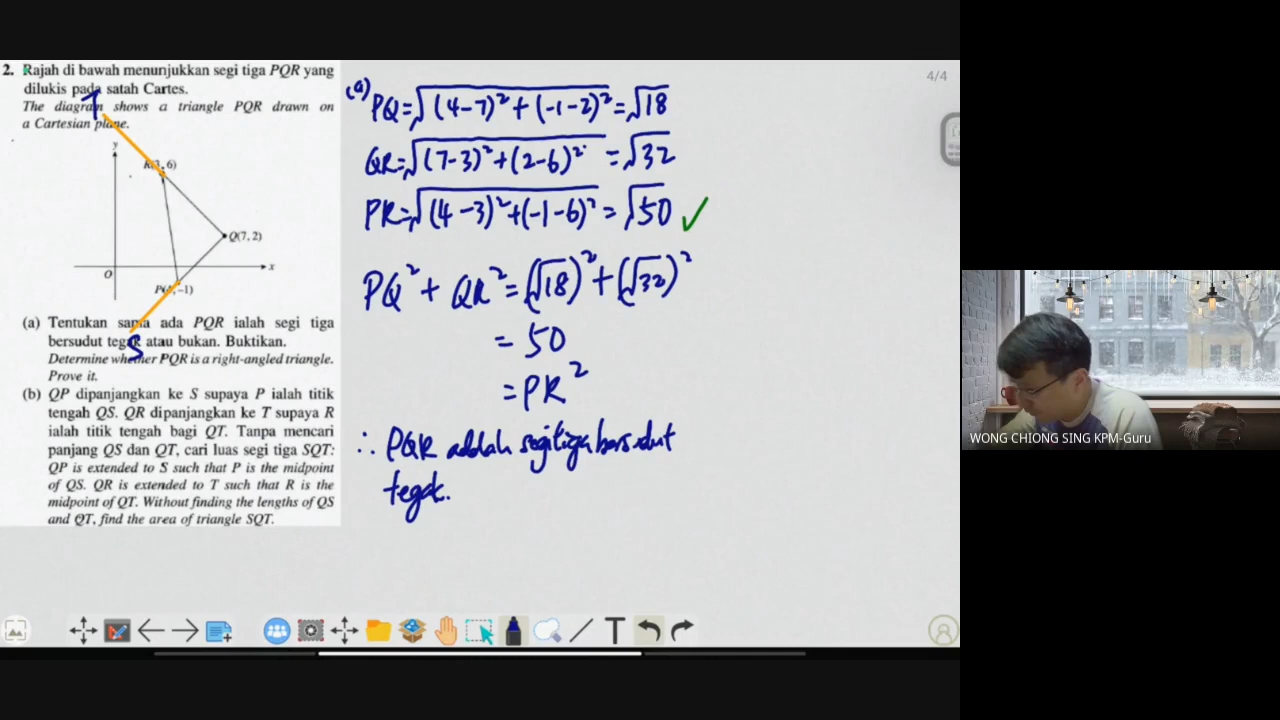 2. Rajah di bawah menunjukkan segi tiga PQR yang
dilukis pada satah Cartes.
The diagram shows a triangle PQR drawn on
a Cartesian plane.
T
y
R(3, 6)
Q(7, 2)
O
x
P(4, -1)
S
(a) Tentukan sama ada PQR ialah segi tiga
bersudut tegak atau bukan. Buktikan.
Determine whether PQR is a right-angled triangle.
Prove it.
(b) QP dipanjangkan ke S supaya P ialah titik
tengah QS. QR dipanjangkan ke T supaya R
ialah titik tengah bagi QT. Tanpa mencari
panjang QS dan QT, cari luas segi tiga SQT.
QP is extended to S such that P is the midpoint
of QS. QR is extended to T such that R is the
midpoint of QT. Without finding the lengths of QS
and QT, find the area of triangle SQT.
(a) PQ=√(4-7)²+(-1-2)²=√18
QR=√(7-3)²+(2-6)²=√32
PR=√(4-3)²+(-1-6)²=√50 ✓
PQ²+QR²=(√18)²+(√32)²
=50
=PR²
∴ PQR adalah segitiga bersudut
tegak.
4/4
T
WONG CHIONG SING KPM-Guru